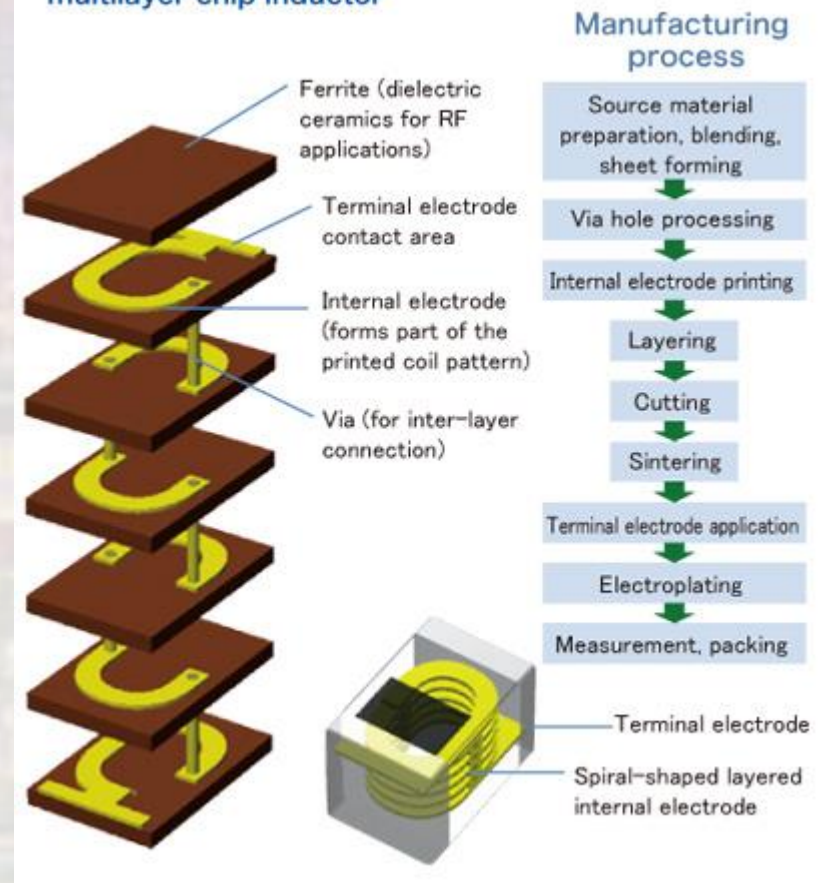 multilayer chip inductor
Manufacturing
process
Ferrite (dielectric
ceramics for RF
applications)
Terminal electrode
contact area
Internal electrode
(forms part of the
printed coil pattern)
Via (for inter-layer
connection)
Source material
preparation, blending,
sheet forming
Via hole processing
Internal electrode printing
Layering
Cutting
Sintering
Terminal electrode application
Electroplating
Measurement, packing
Terminal electrode
Spiral-shaped layered
internal electrode